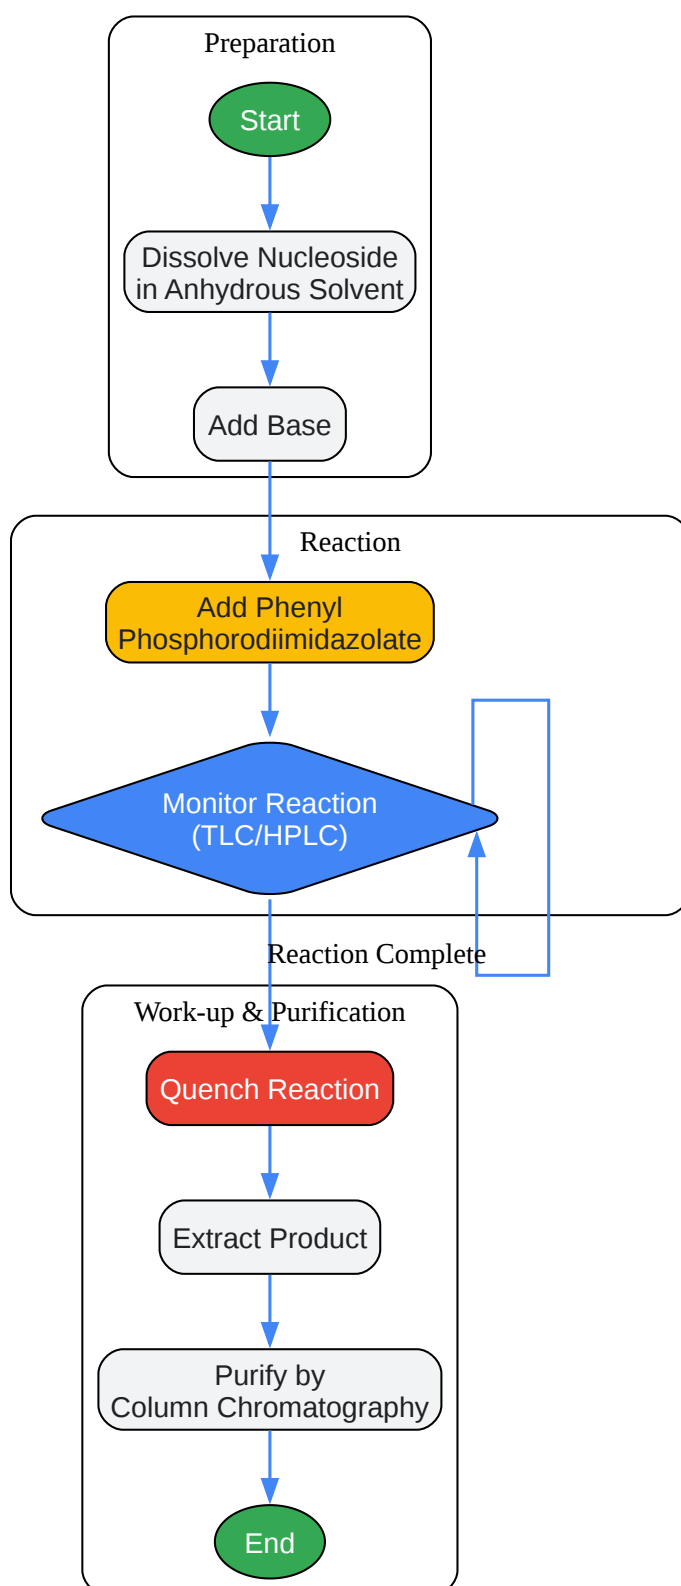 Preparation
Start
Dissolve Nucleoside
in Anhydrous Solvent
Add Base
Reaction
Add Phenyl
Phosphorodiimidazolate
Monitor Reaction
(TLC/HPLC)
Reaction Complete
Work-up & Purification
Quench Reaction
Extract Product
Purify by
Column Chromatography
End